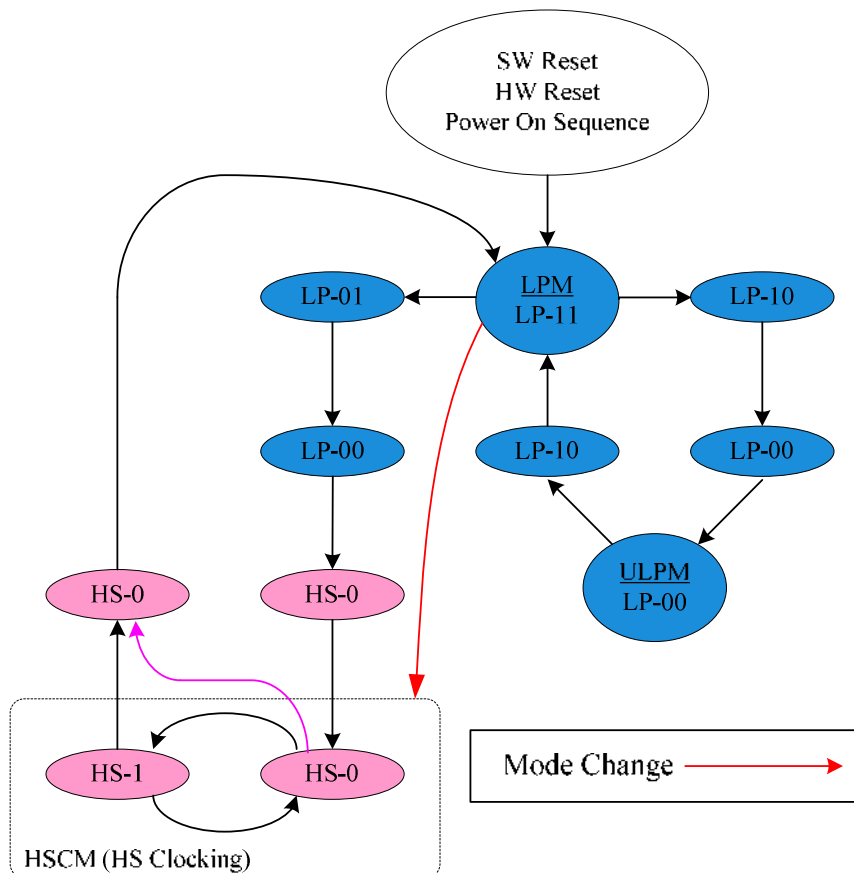 SW Reset
HW Reset
Power On Sequence
LP-01
LPM
LP-11
LP-10
LP-00
LP-10
LP-00
HS-0
HS-0
ULPM
LP-00
HS-1
HS-0
Mode Change
HSCM (HS Clocking)